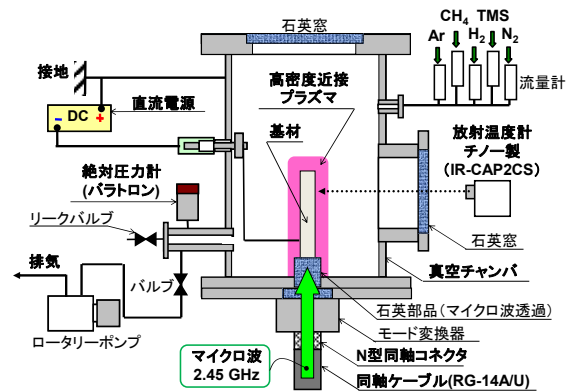 石英窓
CH4 TMS
Ar H2 N2
流量計
接地
直流電源
DC
- +
高密度近接
プラズマ
基材
放射温度計
チノー製
(IR-CAP2CS)
絶対圧力計
(バラトロン)
リークバルブ
排気
バルブ
ロータリーポンプ
石英窓
真空チャンバ
石英部品(マイクロ波透過)
モード変換器
N型同軸コネクタ
同軸ケーブル(RG-14A/U)
マイクロ波
2.45 GHz